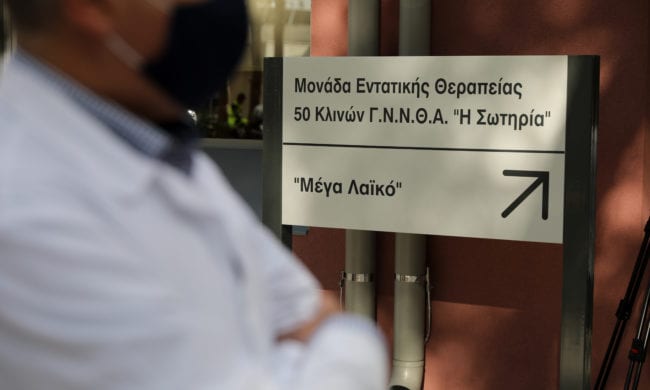 Μονάδα Εντατικής Θεραπείας
50 Κλινών Γ.Ν.Ν.Θ.Α. "Η Σωτηρία"
"Μέγα Λαϊκό"